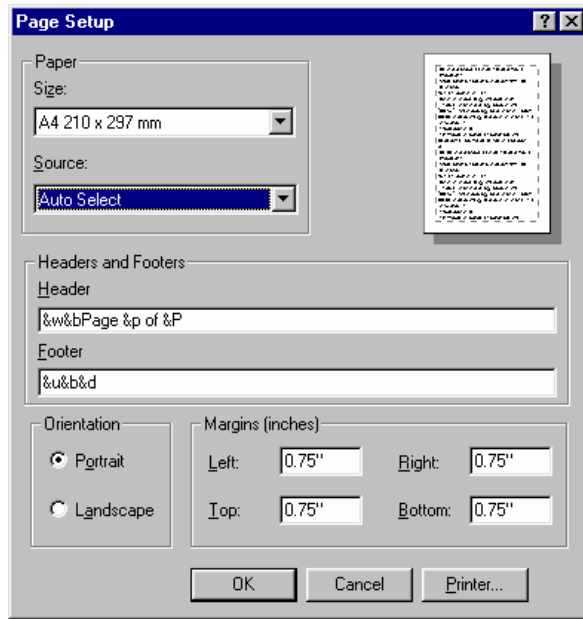 Page Setup
Paper
Size:
A4 210 x 297 mm
Source:
Auto Select
Headers and Footers
Header
&w&bPage &p of &P
Footer
&u&b&d
Orientation
Portrait
Landscape
Margins (inches)
Left: 0.75" Right: 0.75"
Top: 0.75" Bottom: 0.75"
OK Cancel Printer...